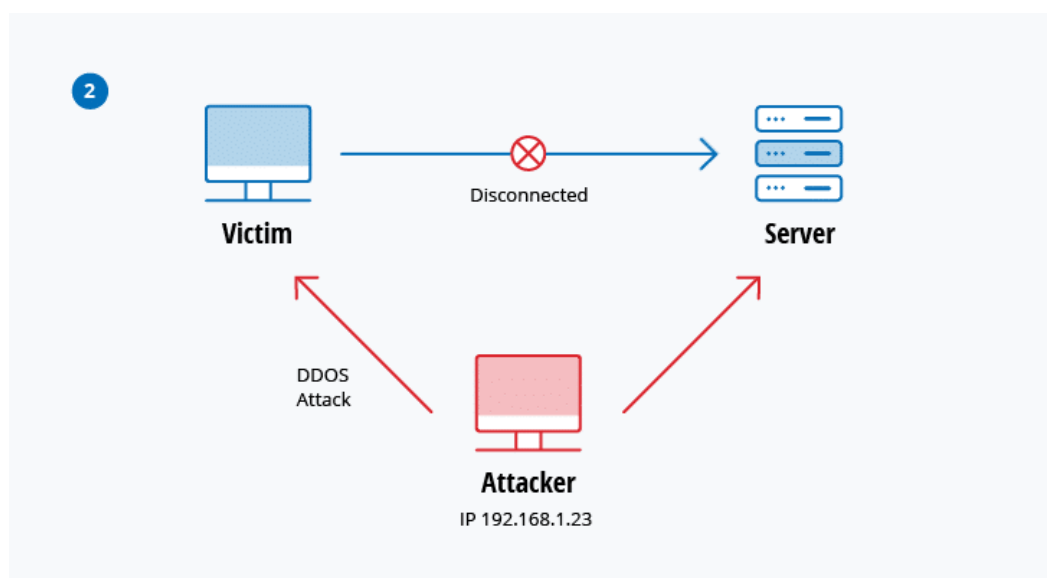 2
Disconnected
Victim
Server
DDOS
Attack
Attacker
IP 192.168.1.23